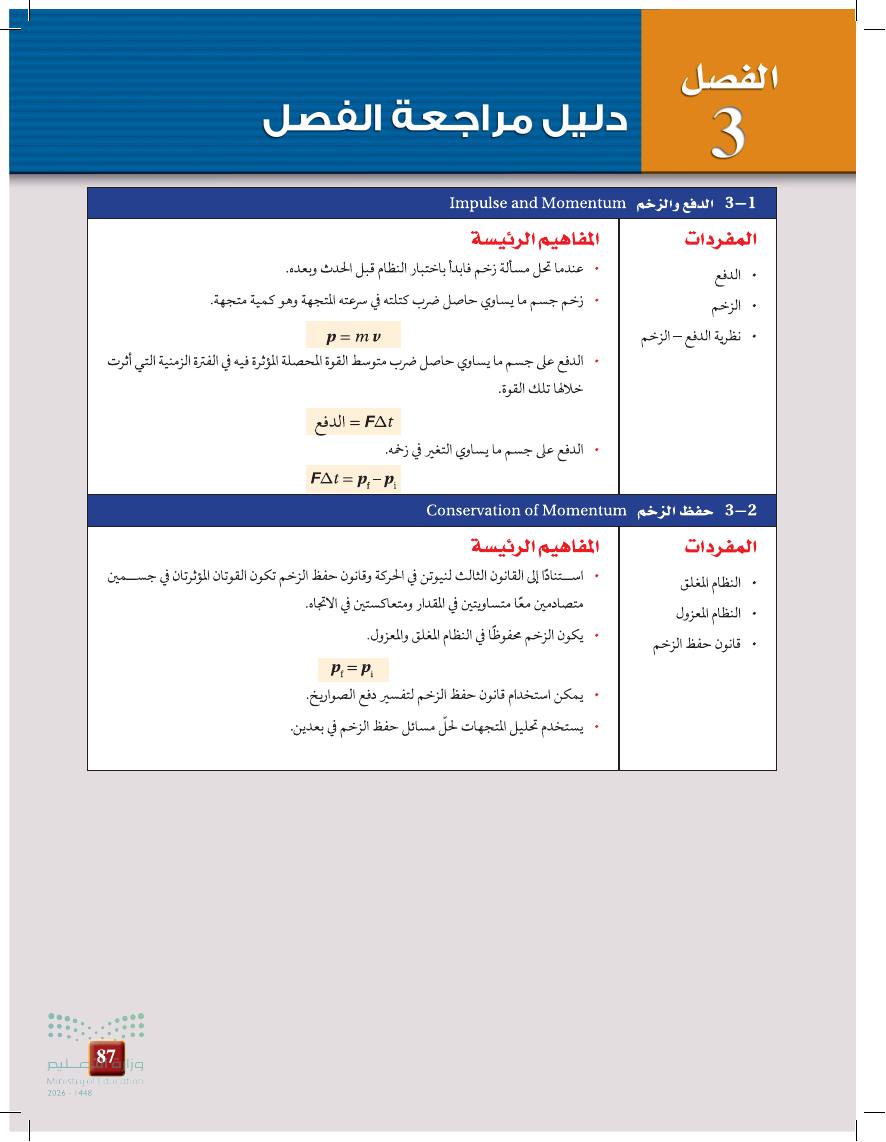 الفصل
3
دليل مراجعة الفصل
3–1 الدفع والزخم Impulse and Momentum
المفردات
• الدفع
• الزخم
• نظرية الدفع – الزخم
المفاهيم الرئيسة
• عندما تحل مسألة زخم فابدأ باختبار النظام قبل الحدث وبعده.
• زخم جسم ما يساوي حاصل ضرب كتلته في سرعته المتجهة وهو كمية متجهة.
p = m v
• الدفع على جسم ما يساوي حاصل ضرب متوسط القوة المحصلة المؤثرة فيه في الفترة الزمنية التي أثرت
خلالها تلك القوة.
الدفع = FΔt
• الدفع على جسم ما يساوي التغير في زخمه.
FΔt = pf – pi
3–2 حفظ الزخم Conservation of Momentum
المفردات
• النظام المغلق
• النظام المعزول
• قانون حفظ الزخم
المفاهيم الرئيسة
• استنادًا إلى القانون الثالث لنيوتن في الحركة وقانون حفظ الزخم تكون القوتان المؤثرتان في جسمين
متصادمين معًا متساويتين في المقدار ومتعاكستين في الاتجاه.
• يكون الزخم محفوظًا في النظام المغلق والمعزول.
pf = pi
• يمكن استخدام قانون حفظ الزخم لتفسير دفع الصواريخ.
• يستخدم تحليل المتجهات لحلّ مسائل حفظ الزخم في بعدين.
وزارة التعليم
87
Ministry of Education
2026 - 1448